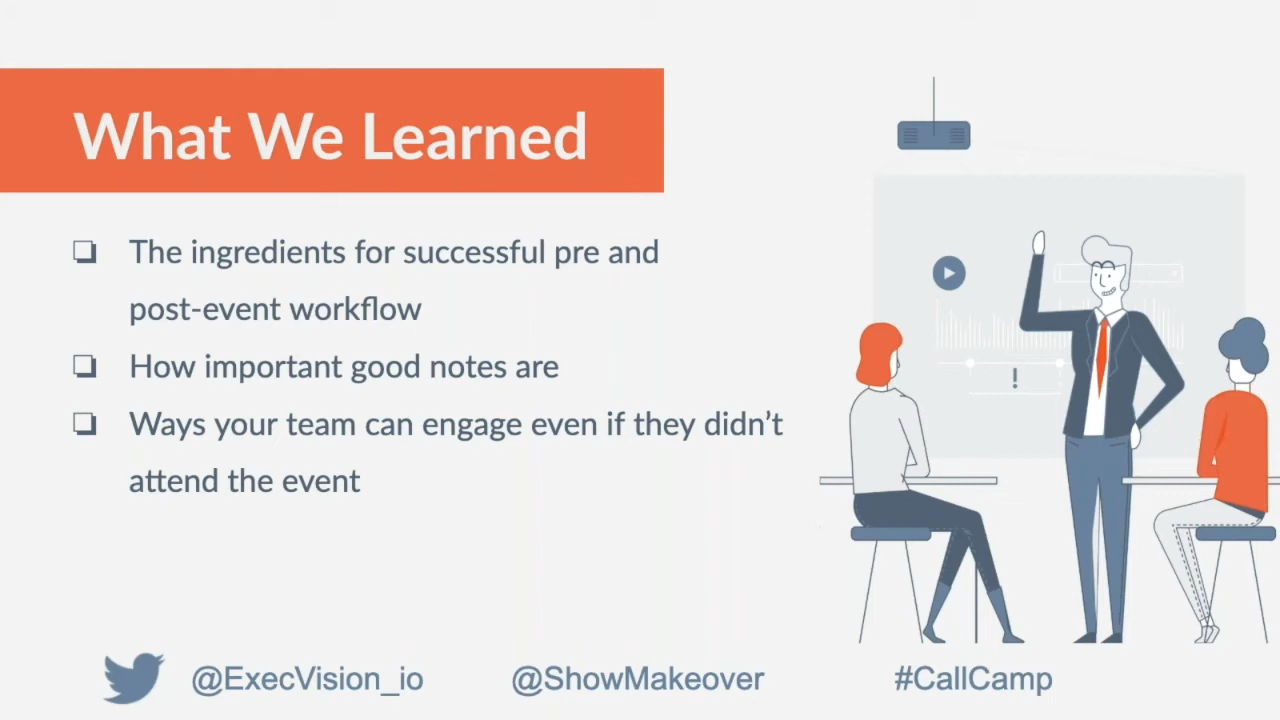 What We Learned
❏ The ingredients for successful pre and
post-event workflow
❏ How important good notes are
❏ Ways your team can engage even if they didn’t
attend the event
!
@ExecVision_io @ShowMakeover #CallCamp